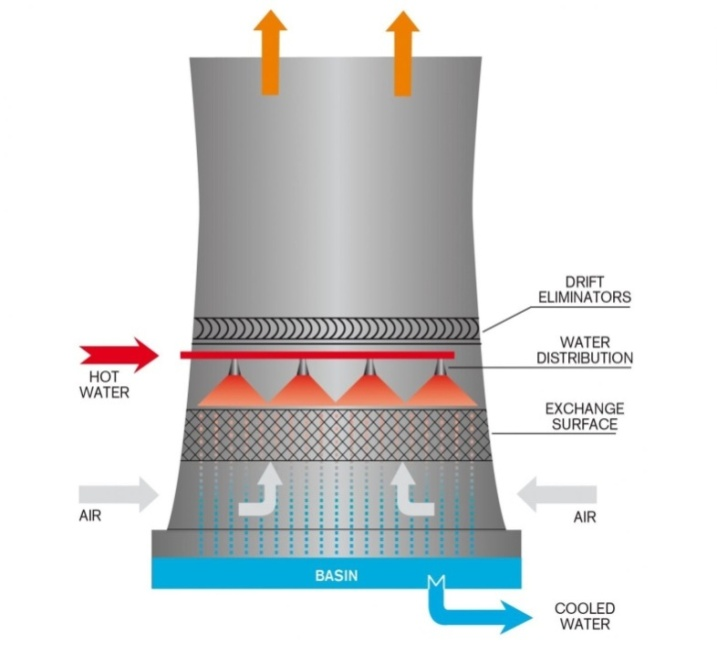 DRIFT
ELIMINATORS
WATER
DISTRIBUTION
HOT
WATER
EXCHANGE
SURFACE
AIR
AIR
BASIN
COOLED
WATER